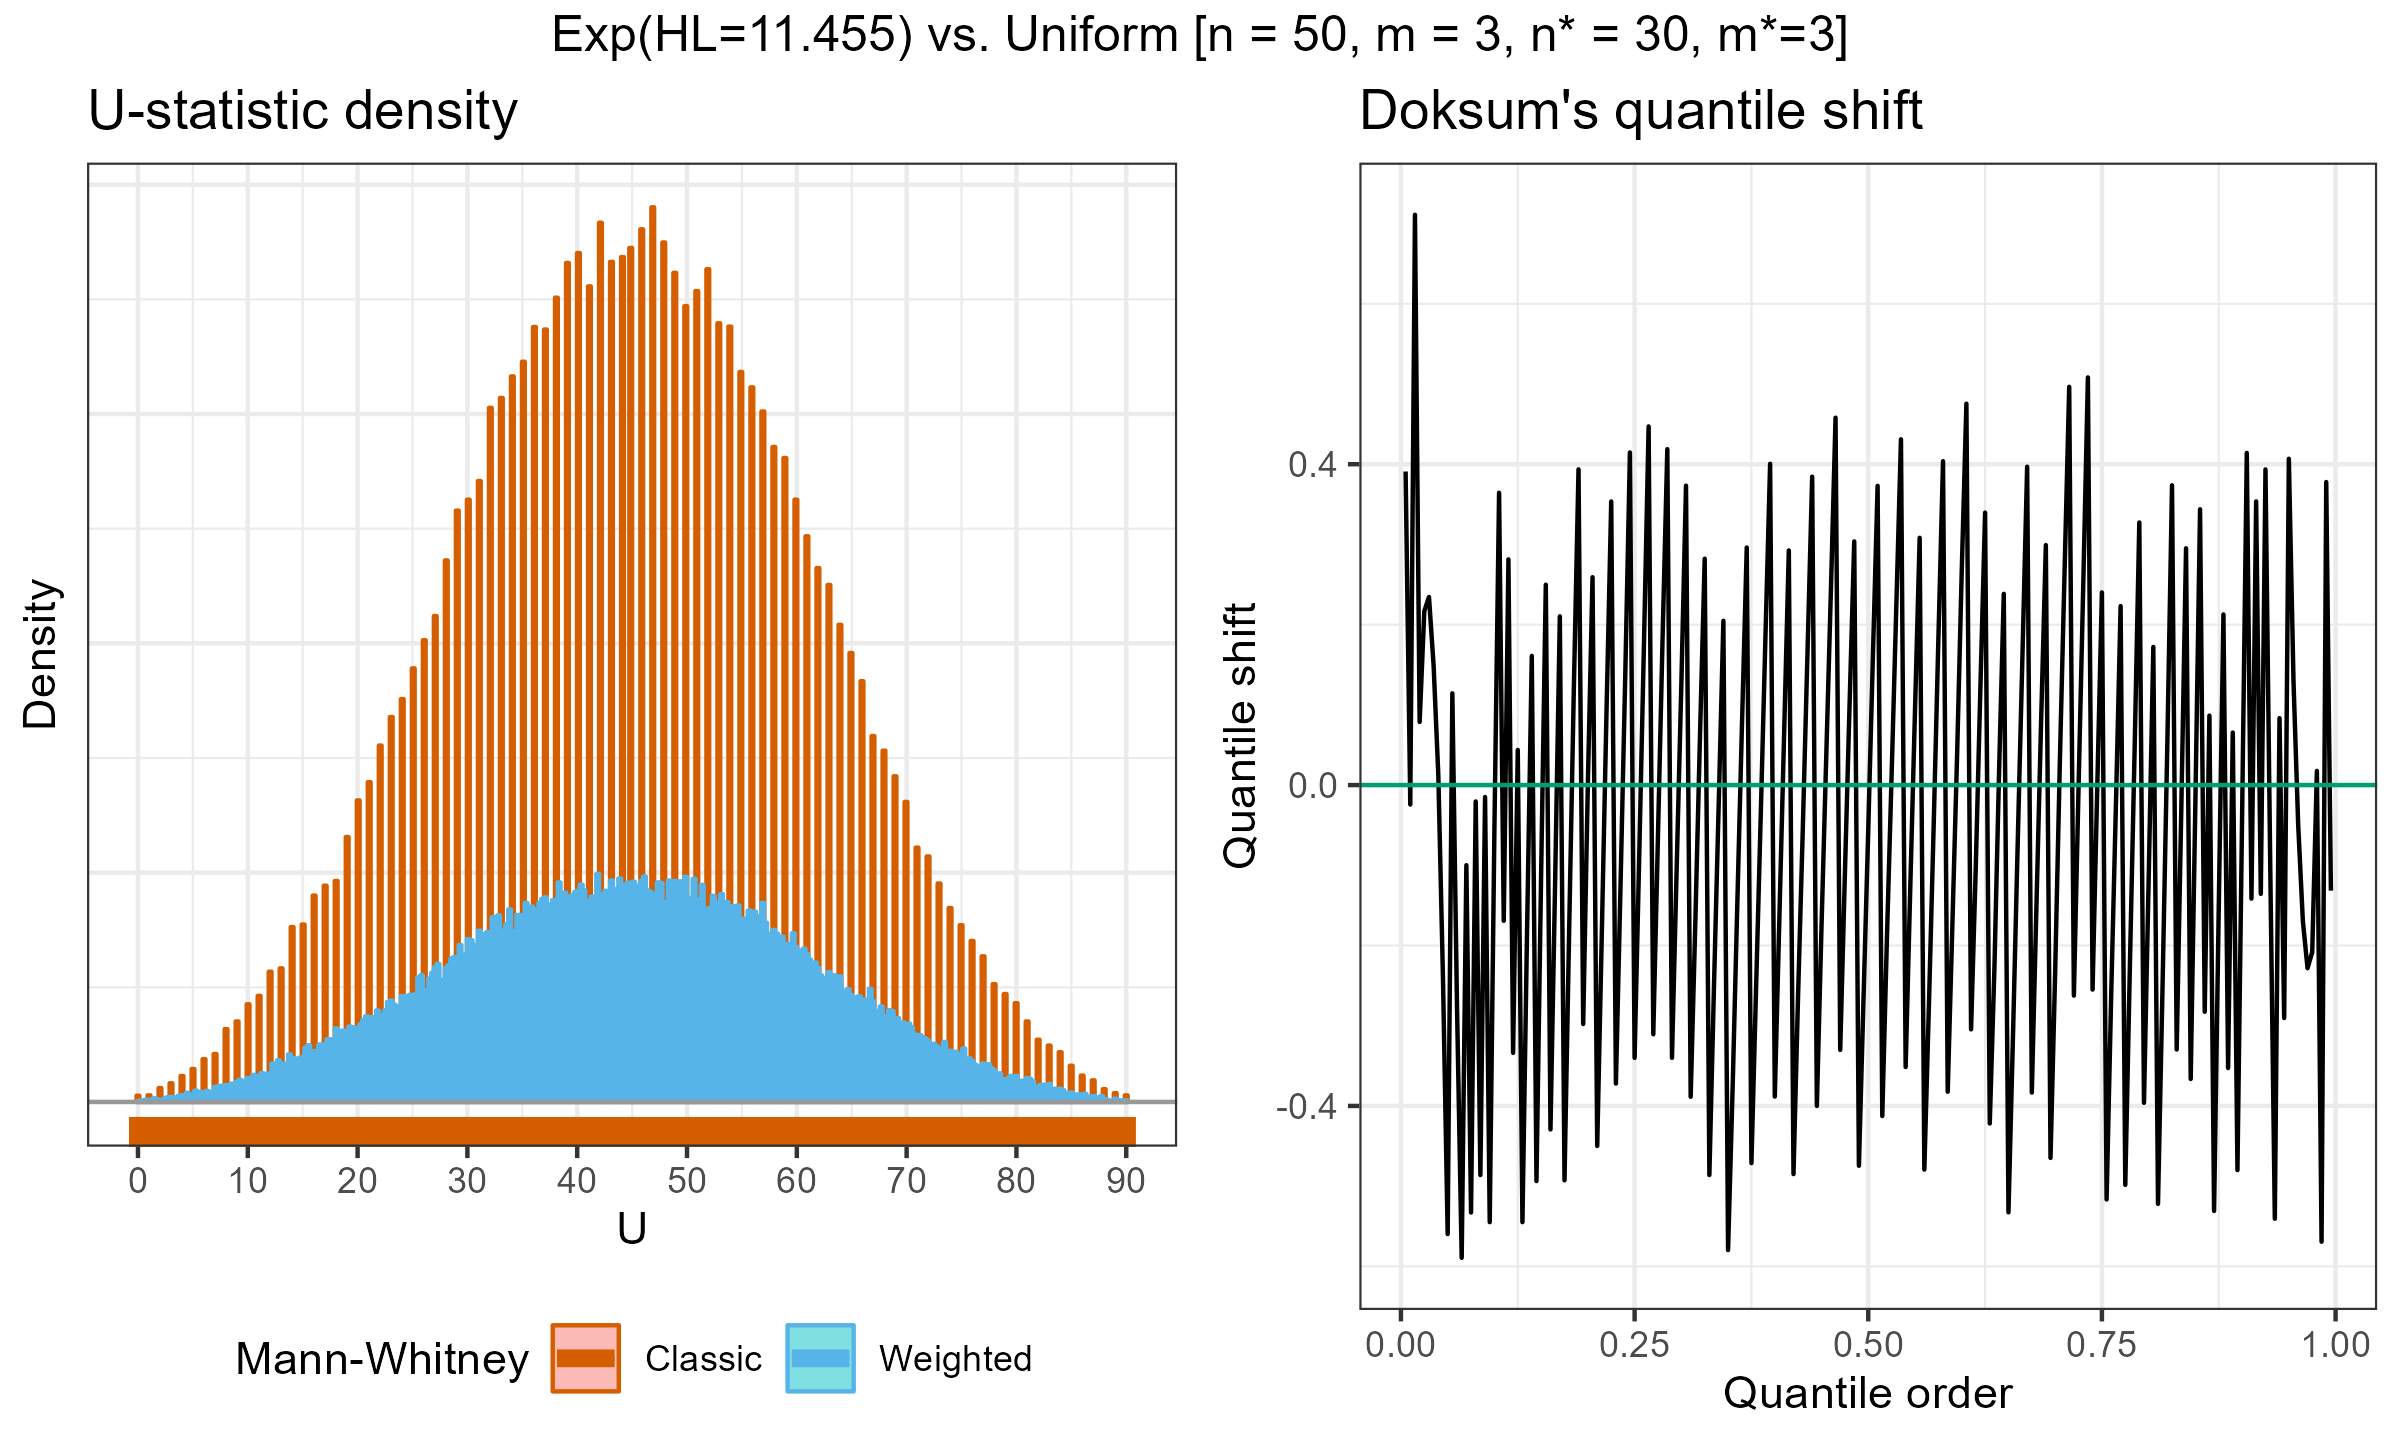 Exp(HL=11.455) vs. Uniform [n = 50, m = 3, n* = 30, m*=3]
U-statistic density
Density
0 10 20 30 40 50 60 70 80 90
U
Mann-Whitney Classic Weighted
Doksum's quantile shift
Quantile shift
0.4
0.0
-0.4
0.00 0.25 0.50 0.75 1.00
Quantile order